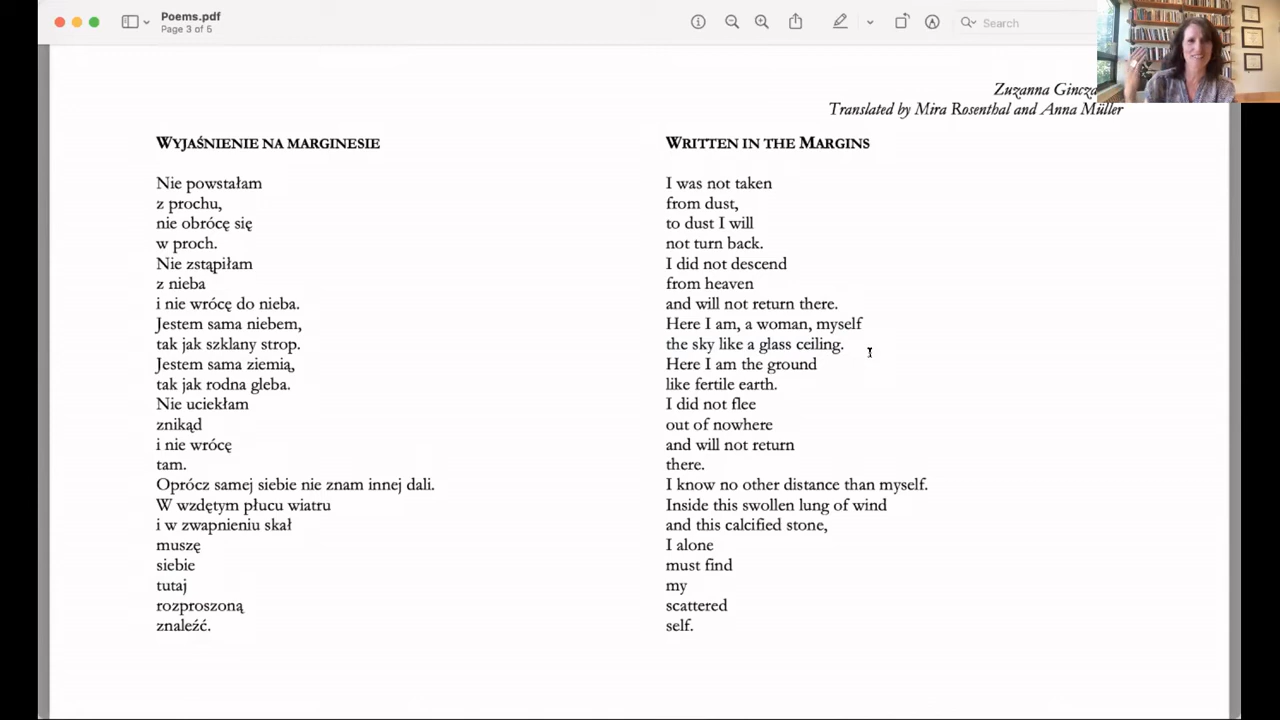 Poems.pdf
Page 3 of 5
Search
Zuzanna
Translated by Mira Rosenthal and Anna Müller
WYJAŚNIENIE NA MARGINESIE
Nie powstałam
z prochu,
nie obrócę się
w proch.
Nie zstąpiłam
z nieba
i nie wrócę do nieba.
Jestem sama niebem,
tak jak szklany strop.
Jestem sama ziemią,
tak jak rodna gleba.
Nie uciekłam
znikąd
i nie wrócę
tam.
Oprócz samej siebie nie znam innej dali.
W wzdętym płucu wiatru
i w zwapnieniu skał
muszę
siebie
tutaj
rozproszoną
znaleźć.
WRITTEN IN THE MARGINS
I was not taken
from dust,
to dust I will
not turn back.
I did not descend
from heaven
and will not return there.
Here I am, a woman, myself
the sky like a glass ceiling.
Here I am the ground
like fertile earth.
I did not flee
out of nowhere
and will not return
there.
I know no other distance than myself.
Inside this swollen lung of wind
and this calcified stone,
I alone
must find
my
scattered
self.